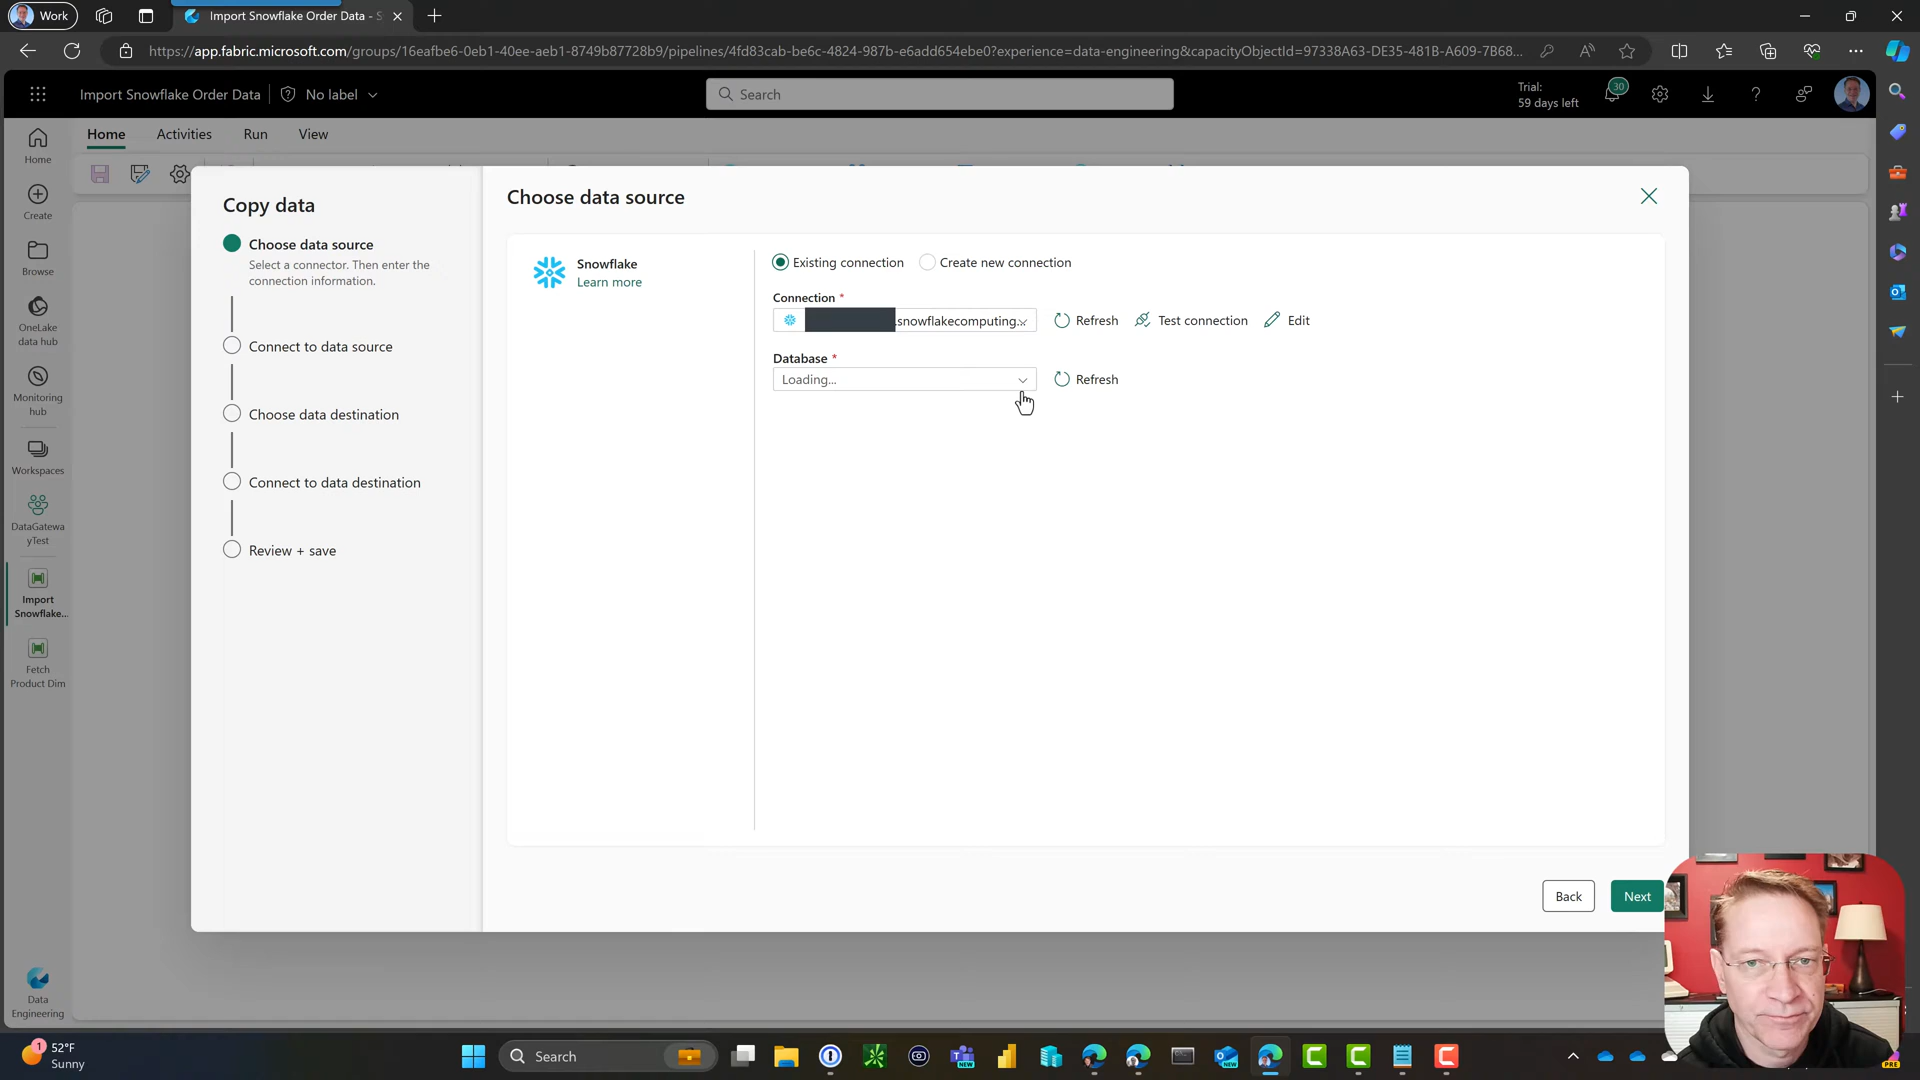 Work
Import Snowflake Order Data - S
https://app.fabric.microsoft.com/groups/16eafbe6-0eb1-40ee-aeb1-8749b87728b9/pipelines/4fd83cab-be6c-4824-987b-e6add654ebe0?experience=data-engineering&capacityObjectId=97338A63-DE35-481B-A609-7B68...
Import Snowflake Order Data
No label
Search
Trial:
59 days left
30
Home
Activities
Run
View
Home
Create
Browse
OneLake
data hub
Monitoring
hub
Workspaces
DataGatewa
yTest
Import
Snowflake...
Fetch
Product Dim
Data
Engineering
Copy data
Choose data source
Select a connector. Then enter the
connection information.
Connect to data source
Choose data destination
Connect to data destination
Review + save
Choose data source
Snowflake
Learn more
Existing connection
Create new connection
Connection *
.snowflakecomputing...
Refresh
Test connection
Edit
Database *
Loading...
Refresh
Back
Next
1
52°F
Sunny
Search
NEW
NEW
PRE